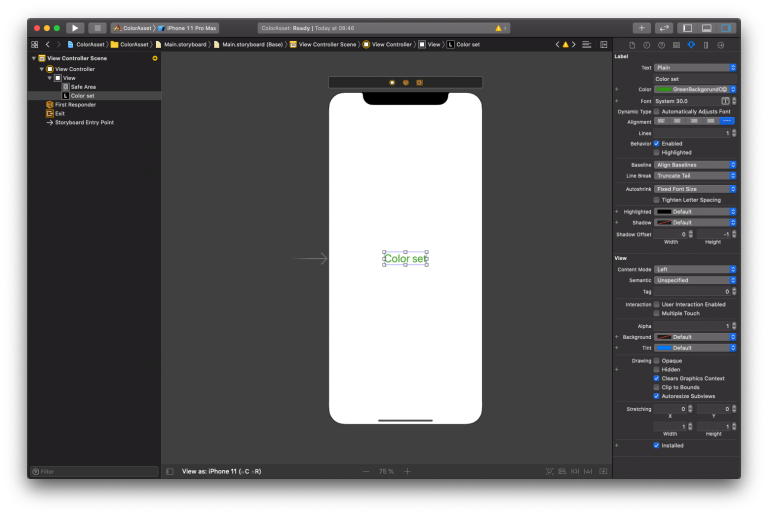 ColorAsset
iPhone 11 Pro Max
ColorAsset: Ready | Today at 09:46
ColorAsset
ColorAsset
Main.storyboard
Main.storyboard (Base)
View Controller Scene
View Controller
View
L Color set
View Controller Scene
View Controller
View
Safe Area
L Color set
First Responder
Exit
Storyboard Entry Point
Filter
Color set
View as: iPhone 11 (wC hR)
75 %
Label
Text Plain
Color set
Color
Font System 30.0
Dynamic Type Automatically Adjusts Font
Alignment
Lines 1
Behavior Enabled
Highlighted
Baseline Align Baselines
Line Break Truncate Tail
Autoshrink Fixed Font Size
Tighten Letter Spacing
Highlighted Default
Shadow Default
Shadow Offset 0 -1
Width Height
View
Content Mode Left
Semantic Unspecified
Tag 0
Interaction User Interaction Enabled
Multiple Touch
Alpha 1
Background Default
Tint Default
Drawing Opaque
Hidden
Clears Graphics Context
Clip to Bounds
Autoresize Subviews
Stretching 0 0
X Y
1 1
Width Height
Installed